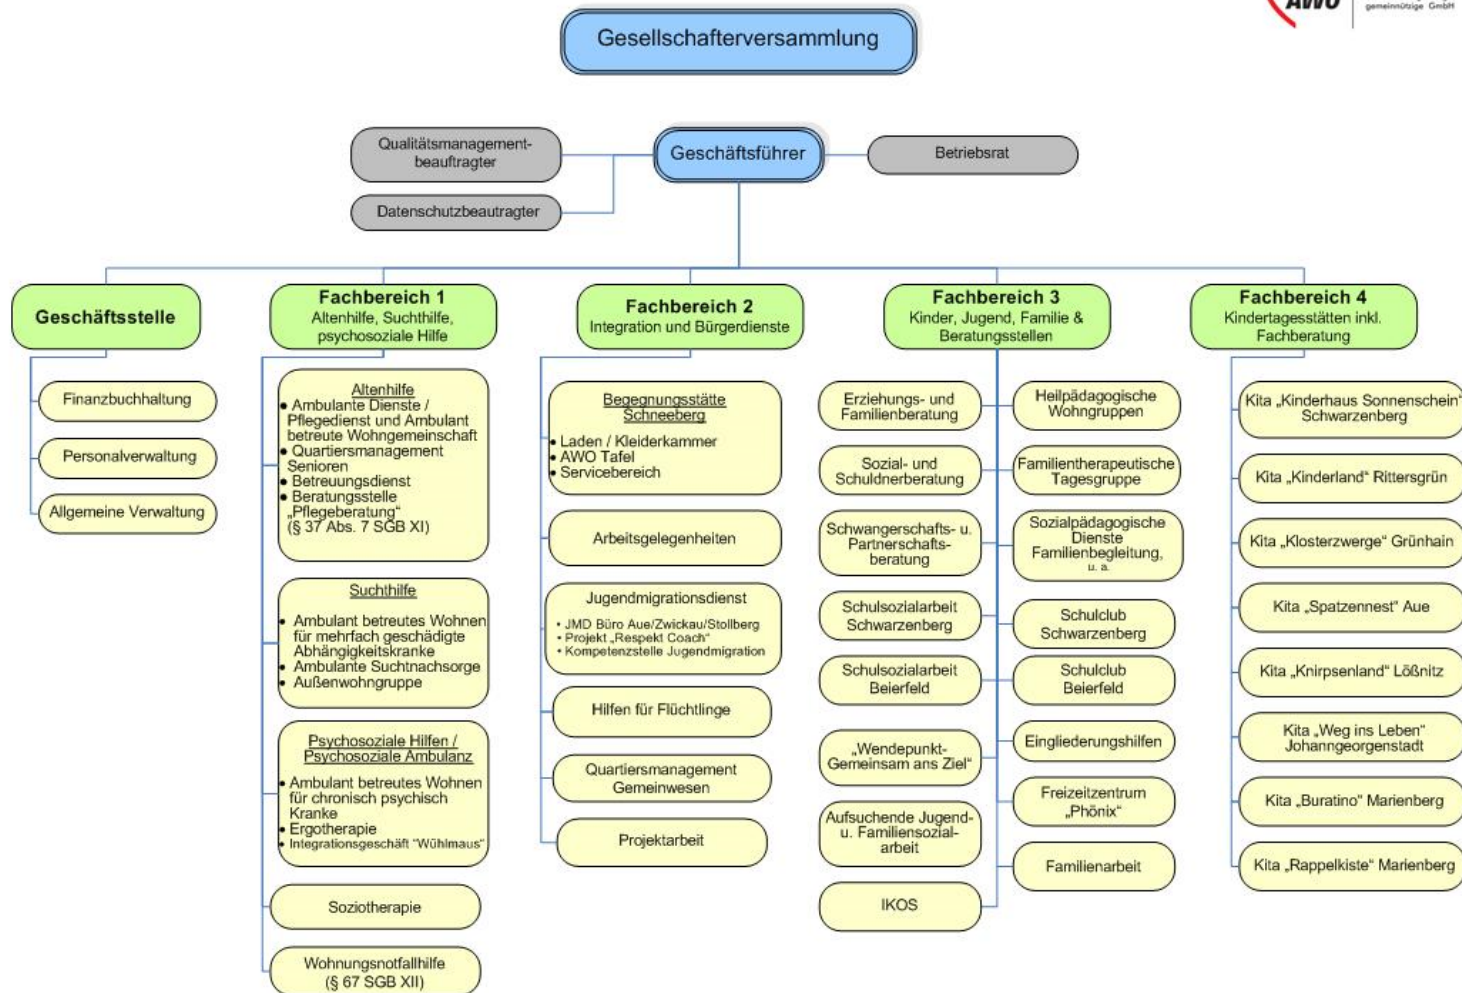 AWO
gemeinnützige GmbH
Gesellschafterversammlung
Qualitätsmanagement-
beauftragter
Geschäftsführer
Betriebsrat
Datenschutzbeautragter
Geschäftsstelle
Finanzbuchhaltung
Personalverwaltung
Allgemeine Verwaltung
Fachbereich 1
Altenhilfe, Suchthilfe,
psychosoziale Hilfe
Altenhilfe
• Ambulante Dienste /
Pflegedienst und Ambulant
betreute Wohngemeinschaft
• Quartiersmanagement
Senioren
• Betreuungsdienst
• Beratungsstelle
„Pflegeberatung“
(§ 37 Abs. 7 SGB XI)
Suchthilfe
• Ambulant betreutes Wohnen
für mehrfach geschädigte
Abhängigkeitskranke
• Ambulante Suchtnachsorge
• Außenwohngruppe
Psychosoziale Hilfen /
Psychosoziale Ambulanz
• Ambulant betreutes Wohnen
für chronisch psychisch
Kranke
• Ergotherapie
• Integrationsgeschäft "Wühlmaus"
Soziotherapie
Wohnungsnotfallhilfe
(§ 67 SGB XII)
Fachbereich 2
Integration und Bürgerdienste
Begegnungsstätte
Schneeberg
• Laden / Kleiderkammer
• AWO Tafel
• Servicebereich
Arbeitsgelegenheiten
Jugendmigrationsdienst
• JMD Büro Aue/Zwickau/Stollberg
• Projekt „Respekt Coach“
• Kompetenzstelle Jugendmigration
Hilfen für Flüchtlinge
Quartiersmanagement
Gemeinwesen
Projektarbeit
Fachbereich 3
Kinder, Jugend, Familie &
Beratungsstellen
Erziehungs- und
Familienberatung
Sozial- und
Schuldnerberatung
Schwangerschafts- u.
Partnerschafts-
beratung
Schulsozialarbeit
Schwarzenberg
Schulsozialarbeit
Beierfeld
„Wendepunkt-
Gemeinsam ans Ziel“
Aufsuchende Jugend-
u. Familiensozial-
arbeit
IKOS
Heilpädagogische
Wohngruppen
Familientherapeutische
Tagesgruppe
Sozialpädagogische
Dienste
Familienbegleitung,
u. a.
Schulclub
Schwarzenberg
Schulclub
Beierfeld
Eingliederungshilfen
Freizeitzentrum
„Phönix“
Familienarbeit
Fachbereich 4
Kindertagesstätten inkl.
Fachberatung
Kita „Kinderhaus Sonnenschein“
Schwarzenberg
Kita „Kinderland“ Rittersgrün
Kita „Klosterzwerge“ Grünhain
Kita „Spatzennest“ Aue
Kita „Knirpsenland“ Lößnitz
Kita „Weg ins Leben“
Johanngeorgenstadt
Kita „Buratino“ Marienberg
Kita „Rappelkiste“ Marienberg